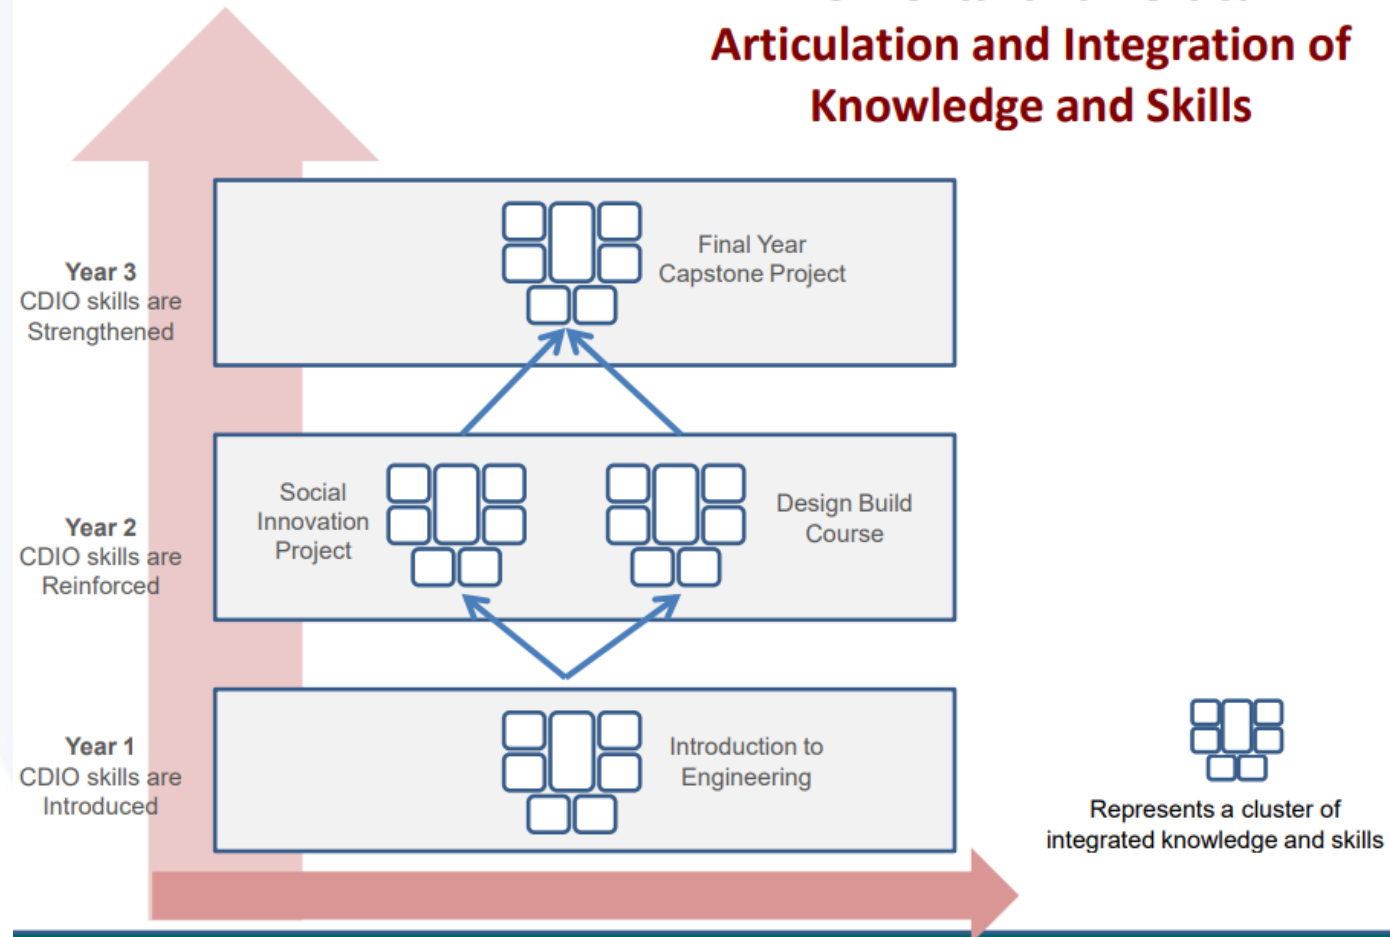 Articulation and Integration of
Knowledge and Skills
Year 3
CDIO skills are
Strengthened
Final Year
Capstone Project
Year 2
CDIO skills are
Reinforced
Social
Innovation
Project
Design Build
Course
Year 1
CDIO skills are
Introduced
Introduction to
Engineering
Represents a cluster of
integrated knowledge and skills